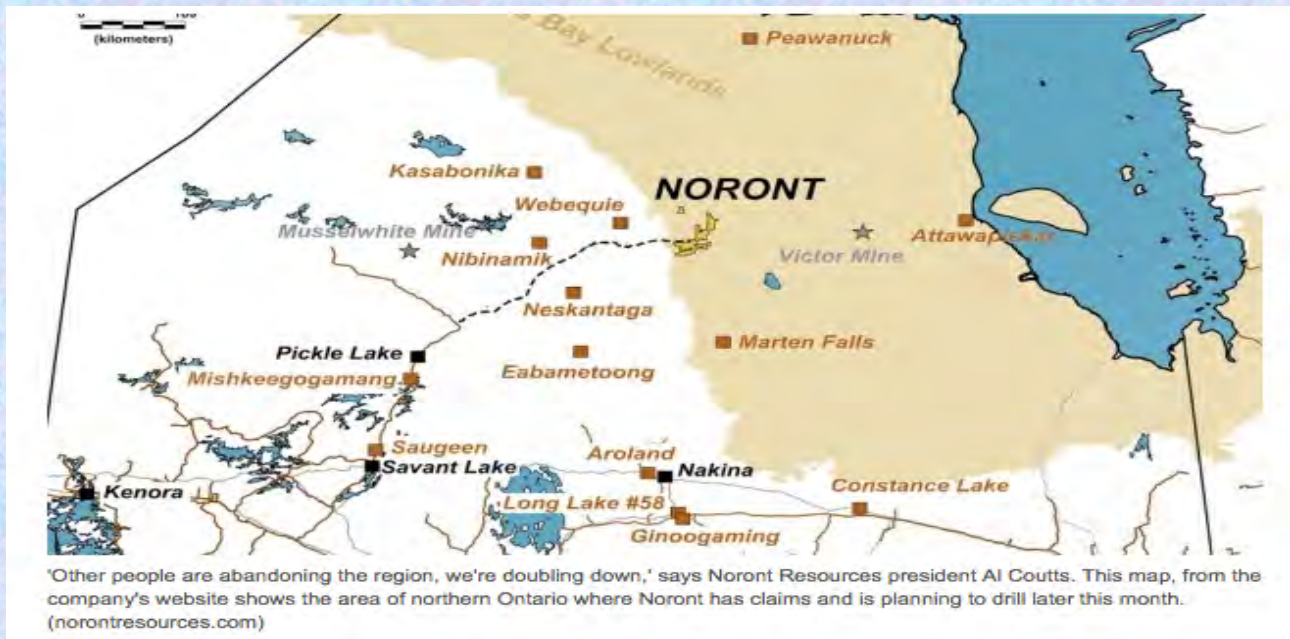 (kilometers)
Bay Lowlands
Peawanuck
Kasabonika
NORONT
Webequie
Musselwhite Mine
Attawapiskat
Nibinamik
Victor Mine
Neskantaga
Marten Falls
Pickle Lake
Eabametoong
Mishkeegogamang
Saugeen
Savant Lake
Aroland
Nakina
Kenora
Constance Lake
Long Lake #58
Ginoogaming
'Other people are abandoning the region, we're doubling down,' says Noront Resources president Al Coutts. This map, from the
company's website shows the area of northern Ontario where Noront has claims and is planning to drill later this month.
(norontresources.com)